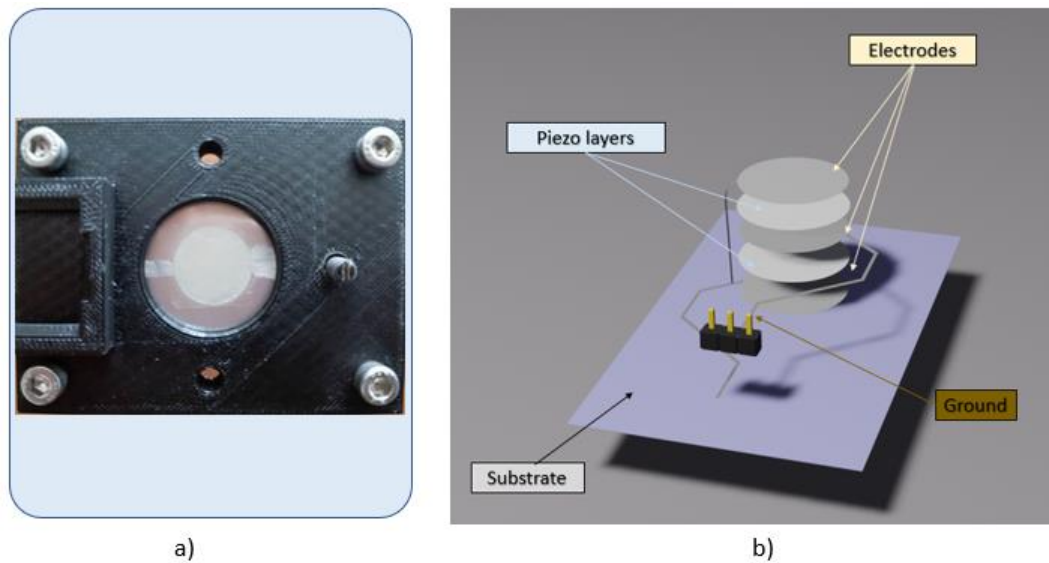 Electrodes
Piezo layers
Ground
Substrate
a)
b)